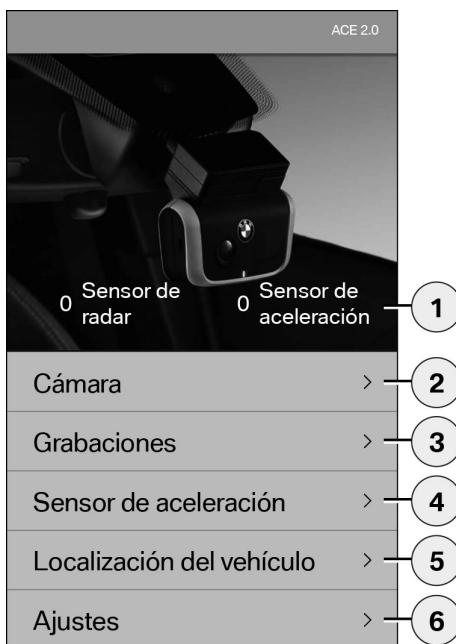 ACE 2.0
0 Sensor de radar
0 Sensor de aceleración
1
Cámara > 2
Grabaciones > 3
Sensor de aceleración > 4
Localización del vehículo > 5
Ajustes > 6